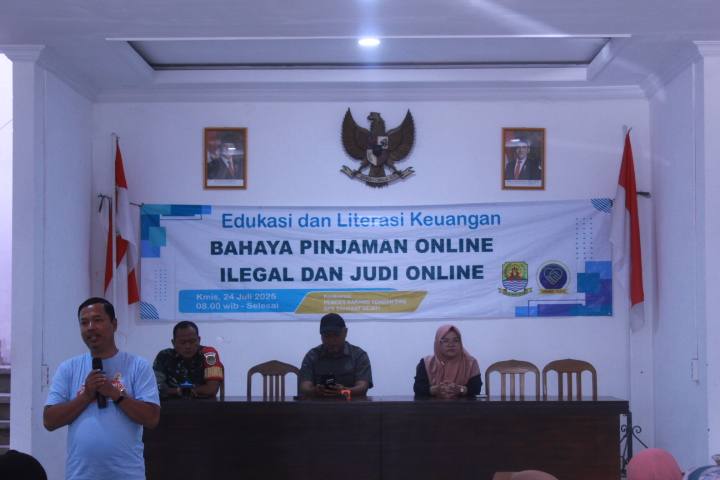 Edukasi dan Literasi Keuangan
BAHAYA PINJAMAN ONLINE
ILEGAL DAN JUDI ONLINE
Kmis, 24 Juli 2025
08.00 wib - Selesai